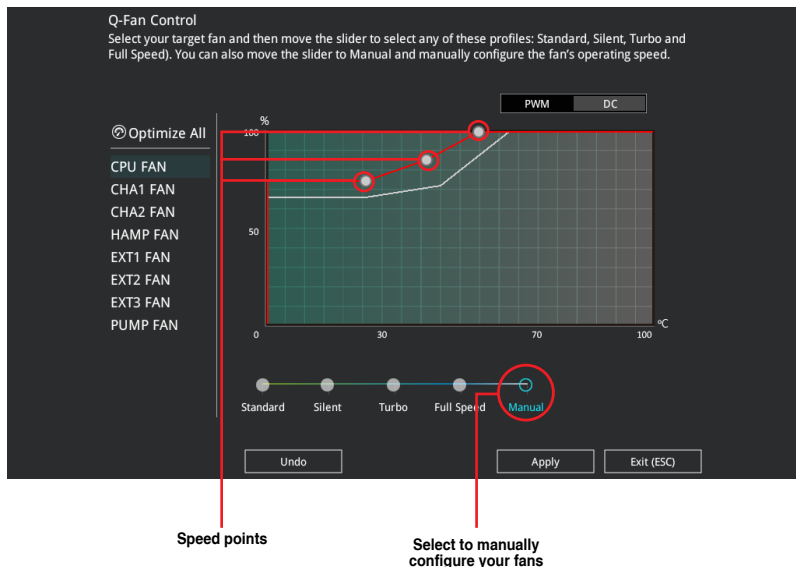 Q-Fan Control
Select your target fan and then move the slider to select any of these profiles: Standard, Silent, Turbo and
Full Speed). You can also move the slider to Manual and manually configure the fan's operating speed.
PWM DC
Optimize All
CPU FAN
CHA1 FAN
CHA2 FAN
HAMP FAN
EXT1 FAN
EXT2 FAN
EXT3 FAN
PUMP FAN
%
100
50
0 30 70 100 ºC
Standard Silent Turbo Full Speed Manual
Undo Apply Exit (ESC)
Speed points
Select to manually
configure your fans